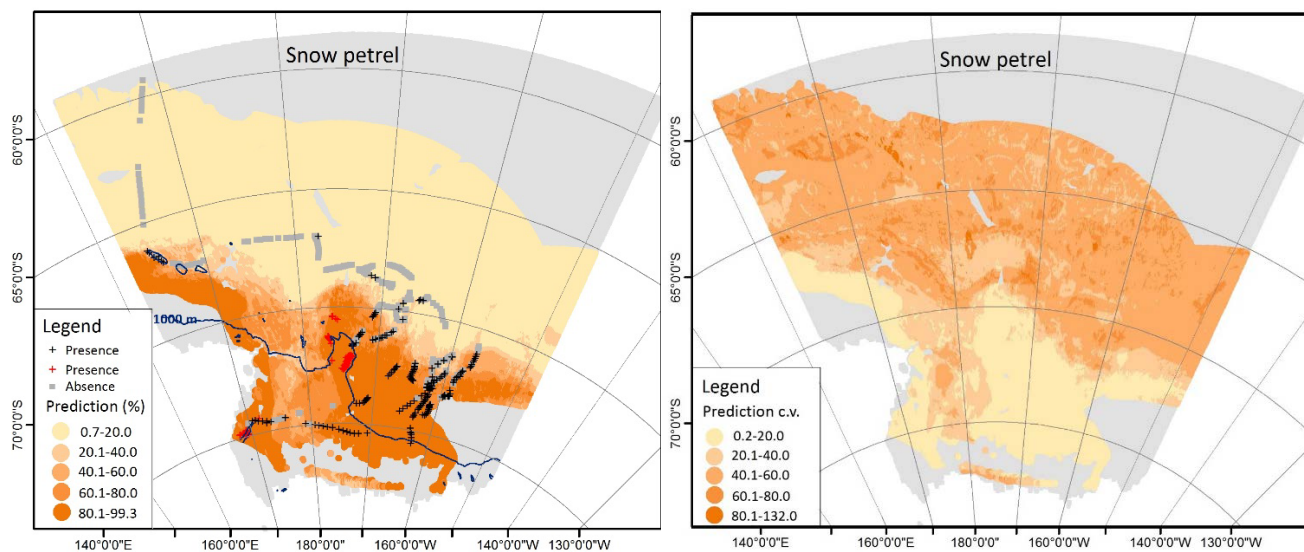 Snow petrel
60°0'0"S
65°0'0"S
70°0'0"S
1000 m
Legend
+ Presence
+ Presence
Absence
Prediction (%)
0.7-20.0
20.1-40.0
40.1-60.0
60.1-80.0
80.1-99.3
140°0'0"E
160°0'0"E
180°0'0"
160°0'0"W
140°0'0"W
130°0'0"W
Snow petrel
60°0'0"S
65°0'0"S
70°0'0"S
Legend
Prediction c.v.
0.2-20.0
20.1-40.0
40.1-60.0
60.1-80.0
80.1-132.0
140°0'0"E
160°0'0"E
180°0'0"
160°0'0"W
140°0'0"W
130°0'0"W